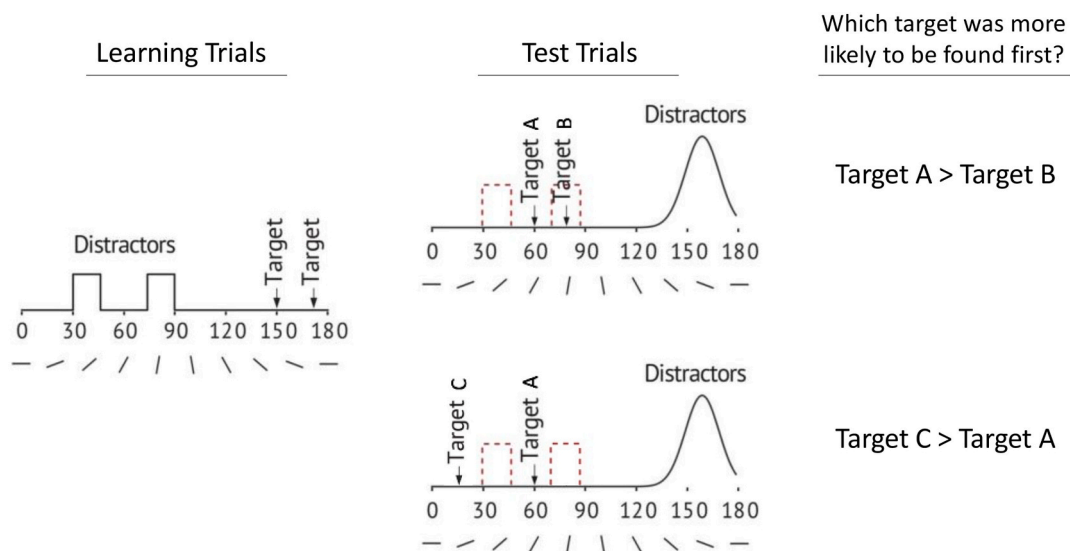 Learning Trials
Test Trials
Which target was more
likely to be found first?
Distractors
Target
Target
0 30 60 90 120 150 180
Target A
Target B
Distractors
0 30 60 90 120 150 180
Target A > Target B
Target C
Target A
Distractors
0 30 60 90 120 150 180
Target C > Target A